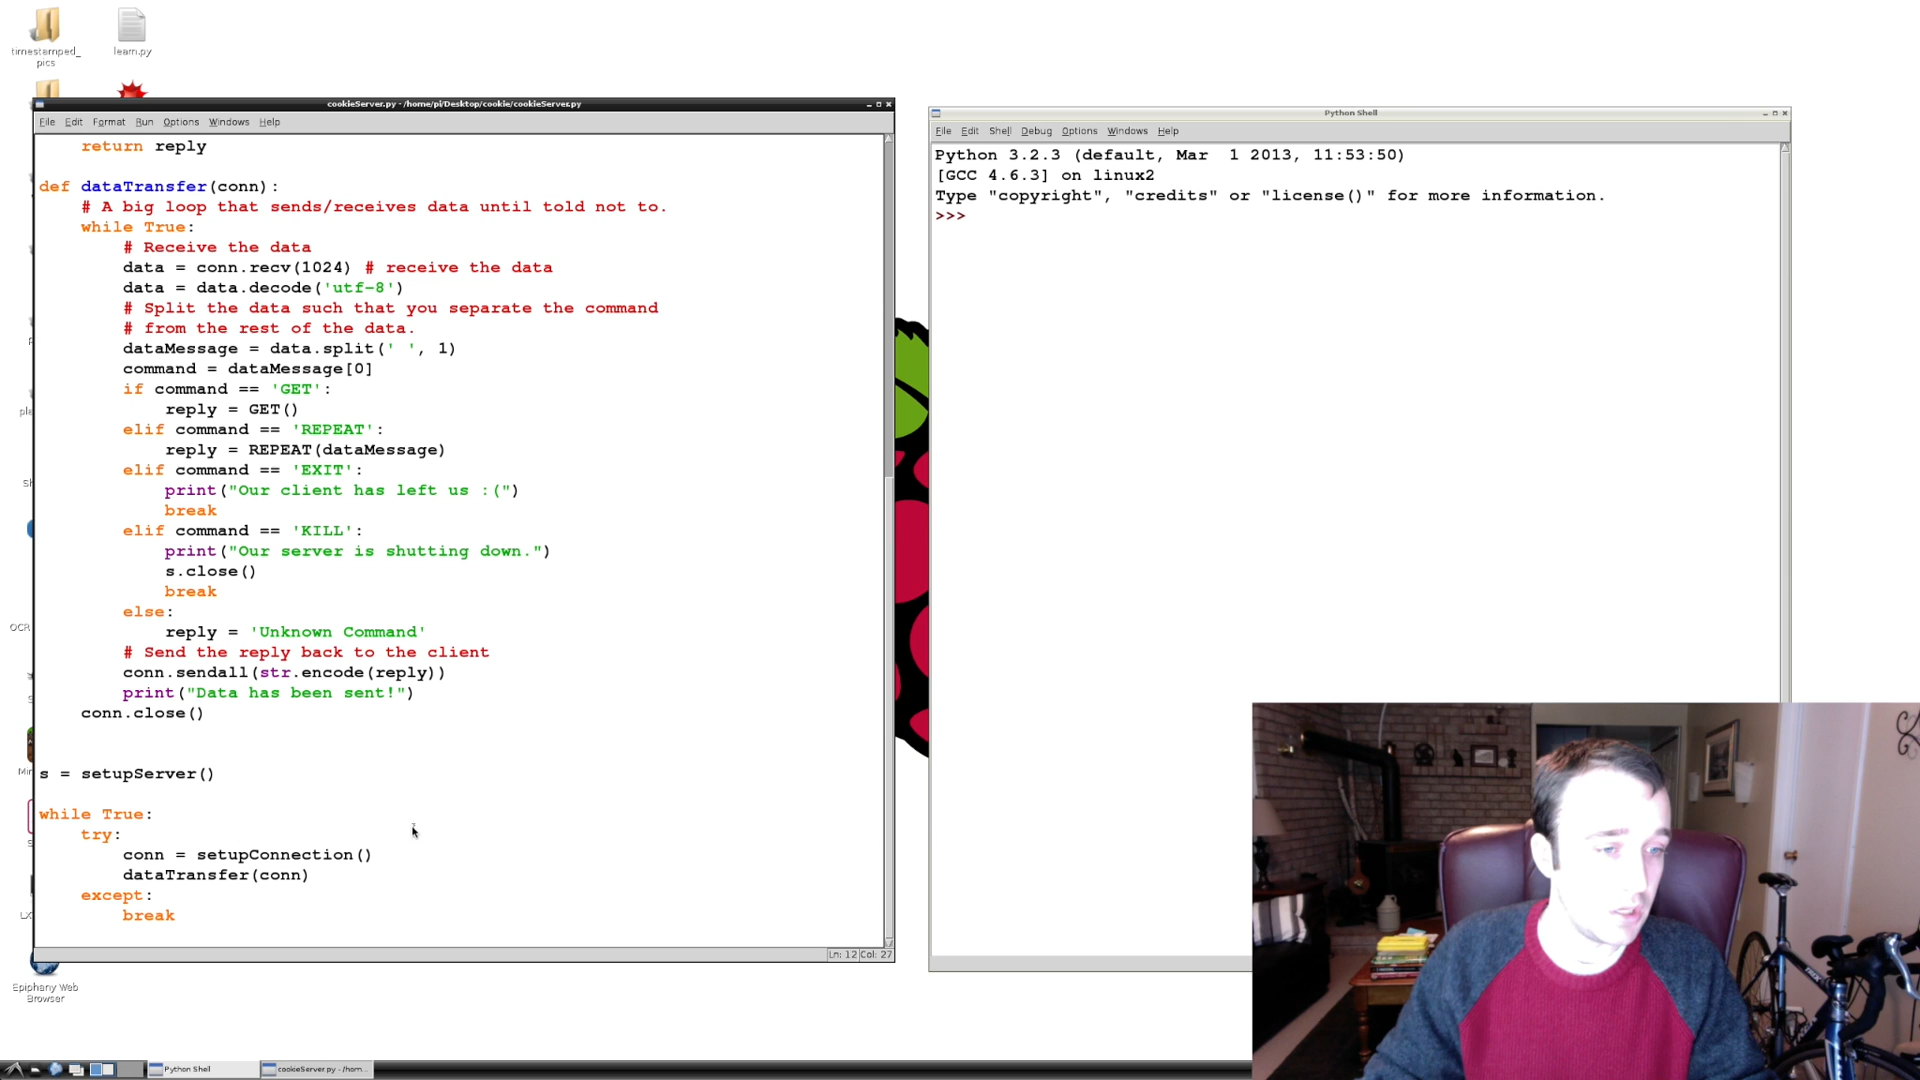 timestamped_
pics
learn.py
cookieServer.py - /home/pi/Desktop/cookie/cookieServer.py
File Edit Format Run Options Windows Help
return reply
def dataTransfer(conn):
# A big loop that sends/receives data until told not to.
while True:
# Receive the data
data = conn.recv(1024) # receive the data
data = data.decode('utf-8')
# Split the data such that you separate the command
# from the rest of the data.
dataMessage = data.split(' ', 1)
command = dataMessage[0]
if command == 'GET':
reply = GET()
elif command == 'REPEAT':
reply = REPEAT(dataMessage)
elif command == 'EXIT':
print("Our client has left us :(")
break
elif command == 'KILL':
print("Our server is shutting down.")
s.close()
break
else:
reply = 'Unknown Command'
# Send the reply back to the client
conn.sendall(str.encode(reply))
print("Data has been sent!")
conn.close()
s = setupServer()
while True:
try:
conn = setupConnection()
dataTransfer(conn)
except:
break
Ln: 12 Col: 27
Python Shell
File Edit Shell Debug Options Windows Help
Python 3.2.3 (default, Mar  1 2013, 11:53:50)
[GCC 4.6.3] on linux2
Type "copyright", "credits" or "license()" for more information.
>>>
OCR
Epiphany Web
Browser
Python Shell
cookieServer.py - /hom...